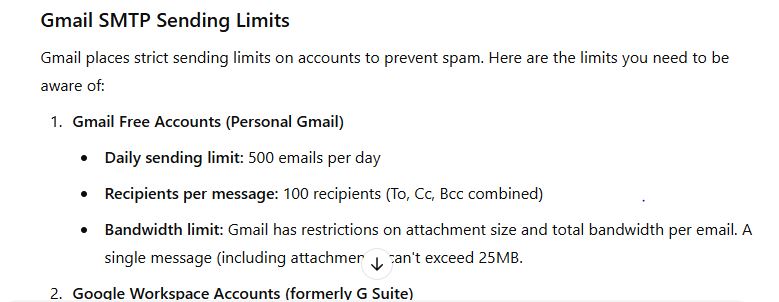 Gmail SMTP Sending Limits
Gmail places strict sending limits on accounts to prevent spam. Here are the limits you need to be
aware of:
1. Gmail Free Accounts (Personal Gmail)
• Daily sending limit: 500 emails per day
• Recipients per message: 100 recipients (To, Cc, Bcc combined)
• Bandwidth limit: Gmail has restrictions on attachment size and total bandwidth per email. A
single message (including can't exceed 25MB.
2. Google Workspace Accounts (formerly G Suite)